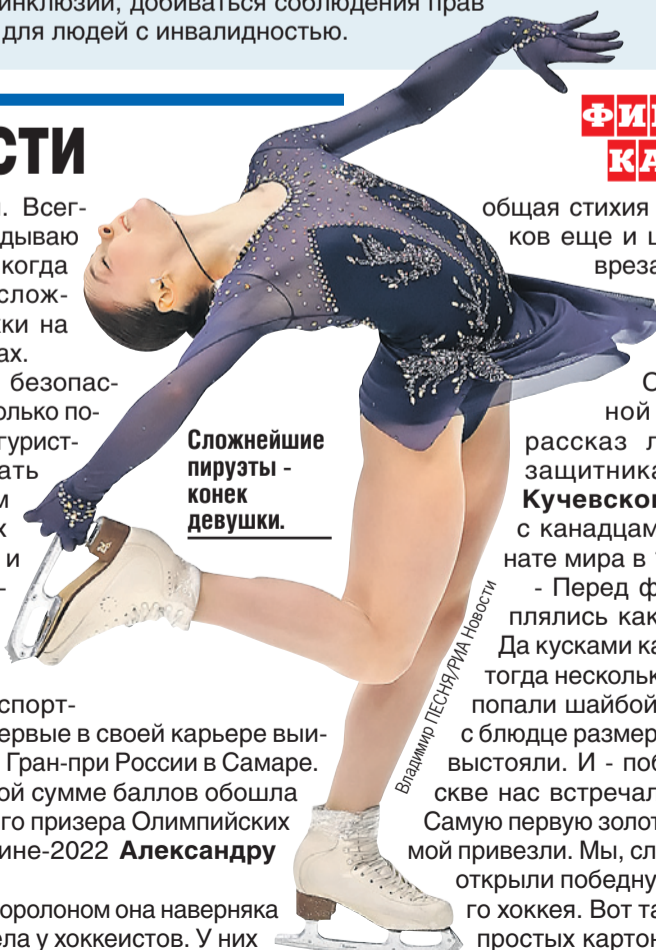 инклюзии, добиваться соблюдения прав
для людей с инвалидностью.
СТИ
. Всег-
дываю
когда
слож-
ки на
ах.
безопас-
олько по-
гурист-
ать
м
х
и
-
спорт-
ервые в своей карьере выи-
Гран-при России в Самаре.
ой сумме баллов обошла
го призера Олимпийских
ине-2022 Александру
оролоном она наверняка
ела у хоккеистов. У них
Сложнейшие
пируэты -
конек
девушки.
Владимир ПЕСНЯ/РИА Новости
ФИ
КА
общая стихия
ков еще и ц
вреза
С
ной
рассказ л
защитника
Кучевског
с канадцам
нате мира в
- Перед ф
плялись как
Да кусками ка
тогда нескольк
попали шайбой
с блюдце размер
выстояли. И - поб
скве нас встречал
Самую первую золот
мой привезли. Мы, сл
открыли победну
го хоккея. Вот та
простых картон